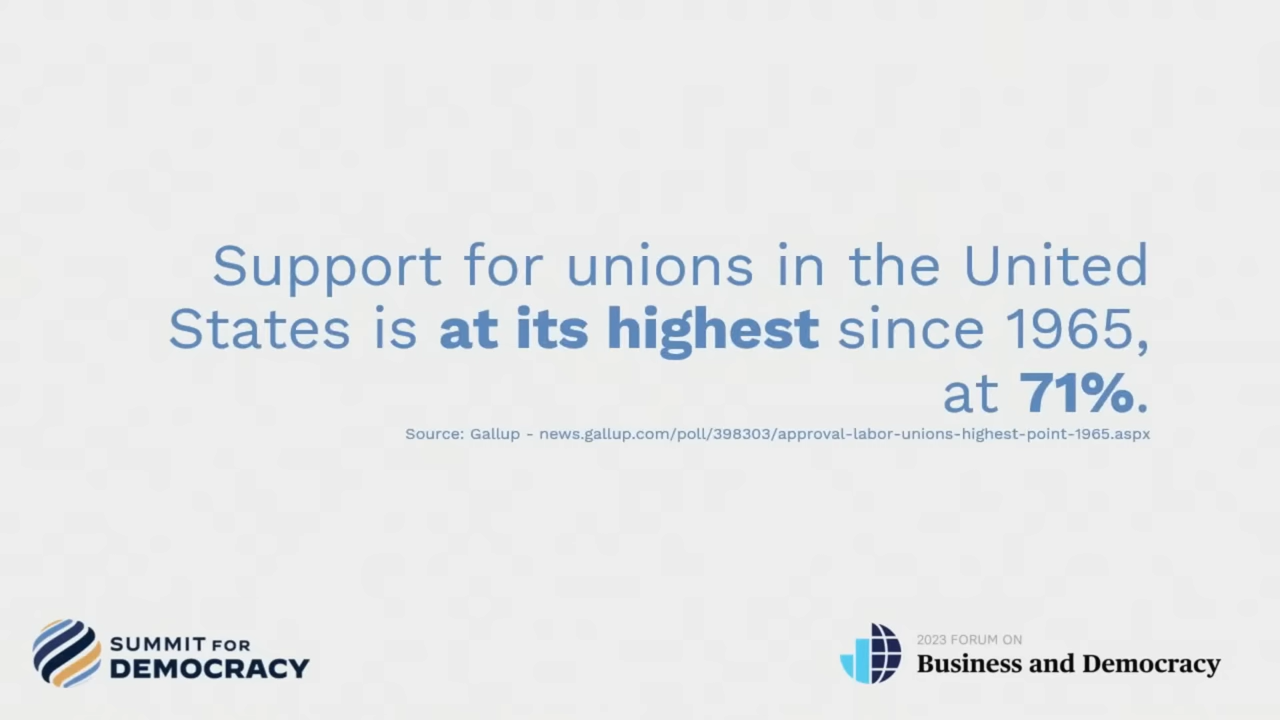 Support for unions in the United
States is at its highest since 1965,
at 71%.
Source: Gallup - news.gallup.com/poll/398303/approval-labor-unions-highest-point-1965.aspx
SUMMIT FOR
DEMOCRACY
2023 FORUM ON
Business and Democracy